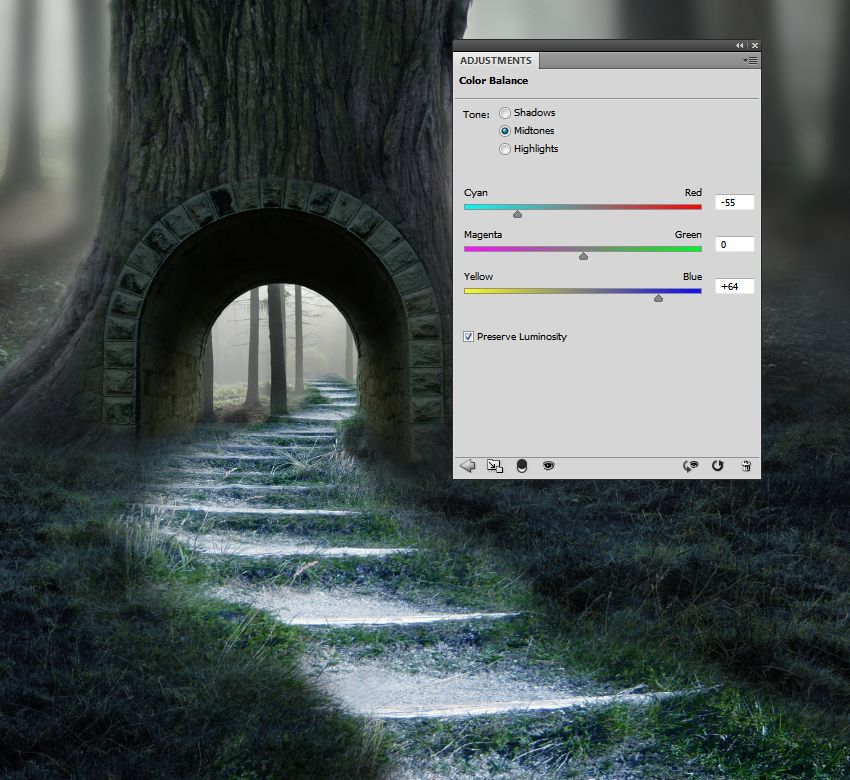 ADJUSTMENTS
Color Balance
Tone: Shadows
Midtones
Highlights
Cyan Red -55
Magenta Green 0
Yellow Blue +64
Preserve Luminosity